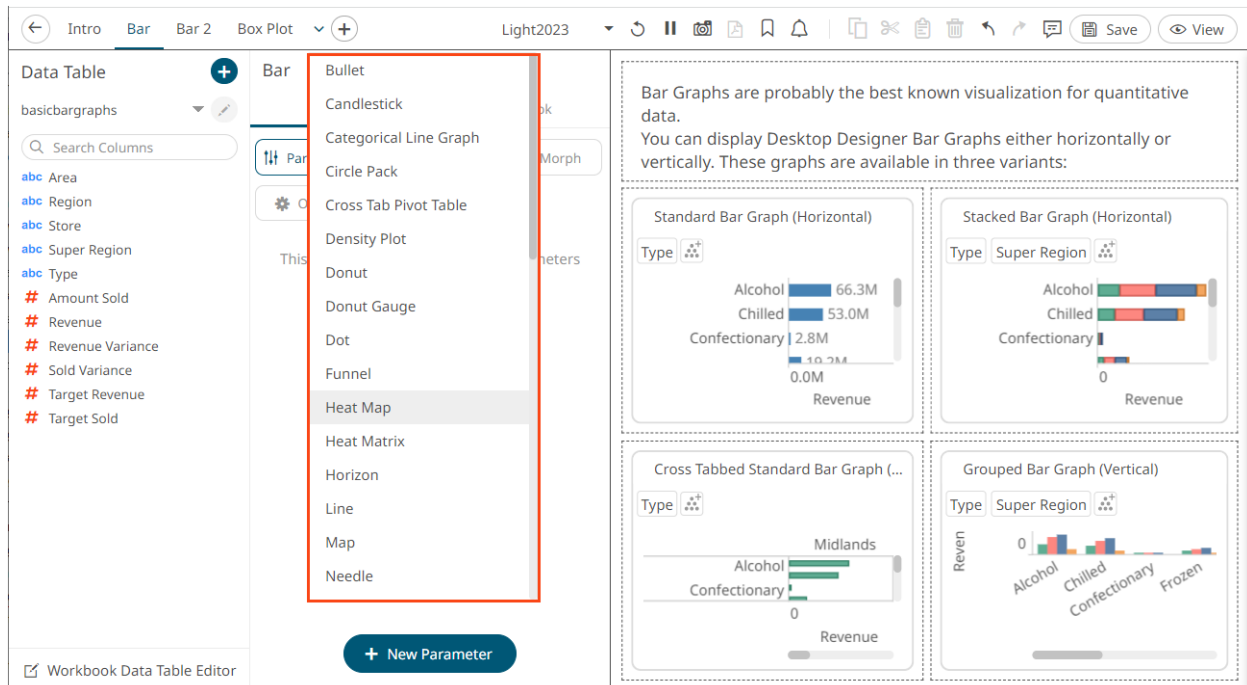 Intro Bar Bar 2 Box Plot Light2023 Save View
Data Table
basicbargraphs
Search Columns
abc Area
abc Region
abc Store
abc Super Region
abc Type
# Amount Sold
# Revenue
# Revenue Variance
# Sold Variance
# Target Revenue
# Target Sold
Workbook Data Table Editor
Bar
Par
Morph
This
Bullet
Candlestick
Categorical Line Graph
Circle Pack
Cross Tab Pivot Table
Density Plot
Donut
Donut Gauge
Dot
Funnel
Heat Map
Heat Matrix
Horizon
Line
Map
Needle
New Parameter
Bar Graphs are probably the best known visualization for quantitative
data.
You can display Desktop Designer Bar Graphs either horizontally or
vertically. These graphs are available in three variants:
Standard Bar Graph (Horizontal)
Type
Alcohol 66.3M
Chilled 53.0M
Confectionary 2.8M
19.2M
0.0M
Revenue
Stacked Bar Graph (Horizontal)
Type Super Region
Alcohol
Chilled
Confectionary
0
Revenue
Cross Tabbed Standard Bar Graph (...
Type
Midlands
Alcohol
Confectionary
0
Revenue
Grouped Bar Graph (Vertical)
Type Super Region
Reven
0
Alcohol Chilled Confectionary Frozen